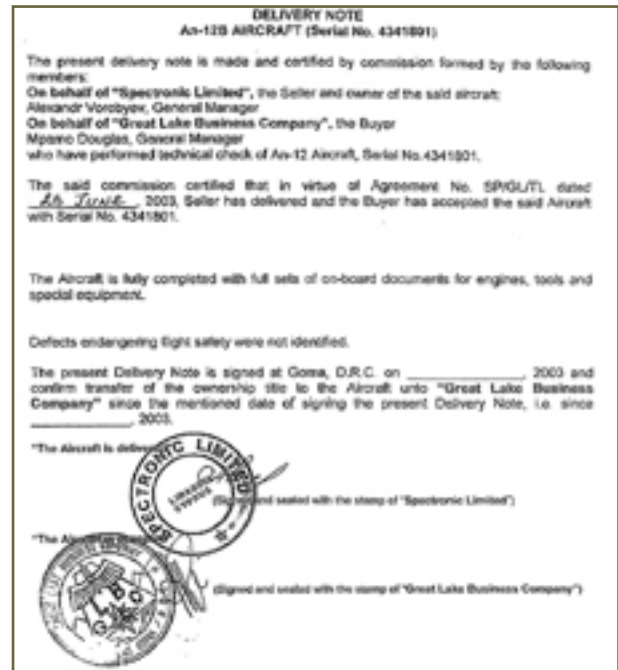 DELIVERY NOTE
An-12B AIRCRAFT (Serial No. 4341801)
The present delivery note is made and certified by commission formed by the following
members:
On behalf of "Spectronic Limited", the Seller and owner of the said aircraft:
Alexandr Vorobyev, General Manager
On behalf of "Great Lake Business Company", the Buyer
Mpamo Douglas, General Manager
who have performed technical check of An-12 Aircraft, Serial No.4341801,
The said commission certified that in virtue of Agreement No. SP/GL/TL dated
JUNE, 2003, Seller has delivered and the Buyer has accepted the said Aircraft
with Serial No. 4341801.
The Aircraft is fully completed with full sets of on-board documents for engines, tools and
special equipment.
Defects endangering flight safety were not identified.
The present Delivery Note is signed at Goma, D.R.C. on ____________, 2003 and
confirm transfer of the ownership title to the Aircraft unto "Great Lake Business
Company" since the mentioned date of signing the present Delivery Note, i.e. since
____________, 2003.
"The Aircraft is
SPECTRONIC LIMITED
CYPRUS
(Signed and sealed with the stamp of "Spectronic Limited")
"The
BUSINESS COMPANY
(Signed and sealed with the stamp of "Great Lake Business Company")